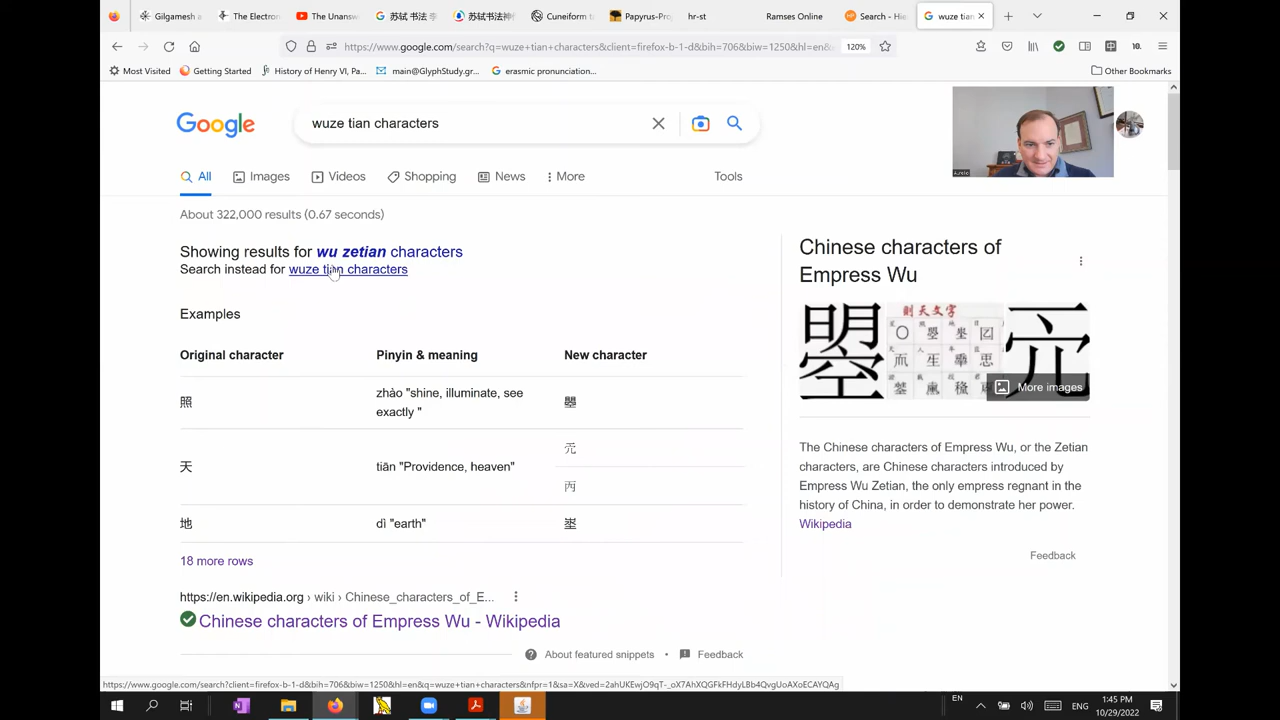 Gilgamesh a
The Electron
The Unansw
苏轼 书法
苏轼书法神
Cuneiform to
Papyrus-Proj
hr-st
Ramses Online
Search - Hie
wuze tian
https://www.google.com/search?q=wuze+tian+characters&client=firefox-b-1-d&bih=706&biw=1250&hl=en&
120%
Most Visited
Getting Started
History of Henry VI, Pa...
main@GlyphStudy.gr...
erasmic pronunciation...
Other Bookmarks
Google
wuze tian characters
All
Images
Videos
Shopping
News
More
Tools
About 322,000 results (0.67 seconds)
Showing results for wu zetian characters
Search instead for wuze tian characters
Examples
Original character Pinyin & meaning New character
照 zhào "shine, illuminate, see exactly " 曌
天 tiān "Providence, heaven"
丙
地 dì "earth" 埊
18 more rows
https://en.wikipedia.org › wiki › Chinese_characters_of_E...
Chinese characters of Empress Wu - Wikipedia
About featured snippets
Feedback
Chinese characters of
Empress Wu
曌
則天文字
More images
The Chinese characters of Empress Wu, or the Zetian
characters, are Chinese characters introduced by
Empress Wu Zetian, the only empress regnant in the
history of China, in order to demonstrate her power.
Wikipedia
Feedback
Aurelio
EN
ENG
1:45 PM
10/29/2022